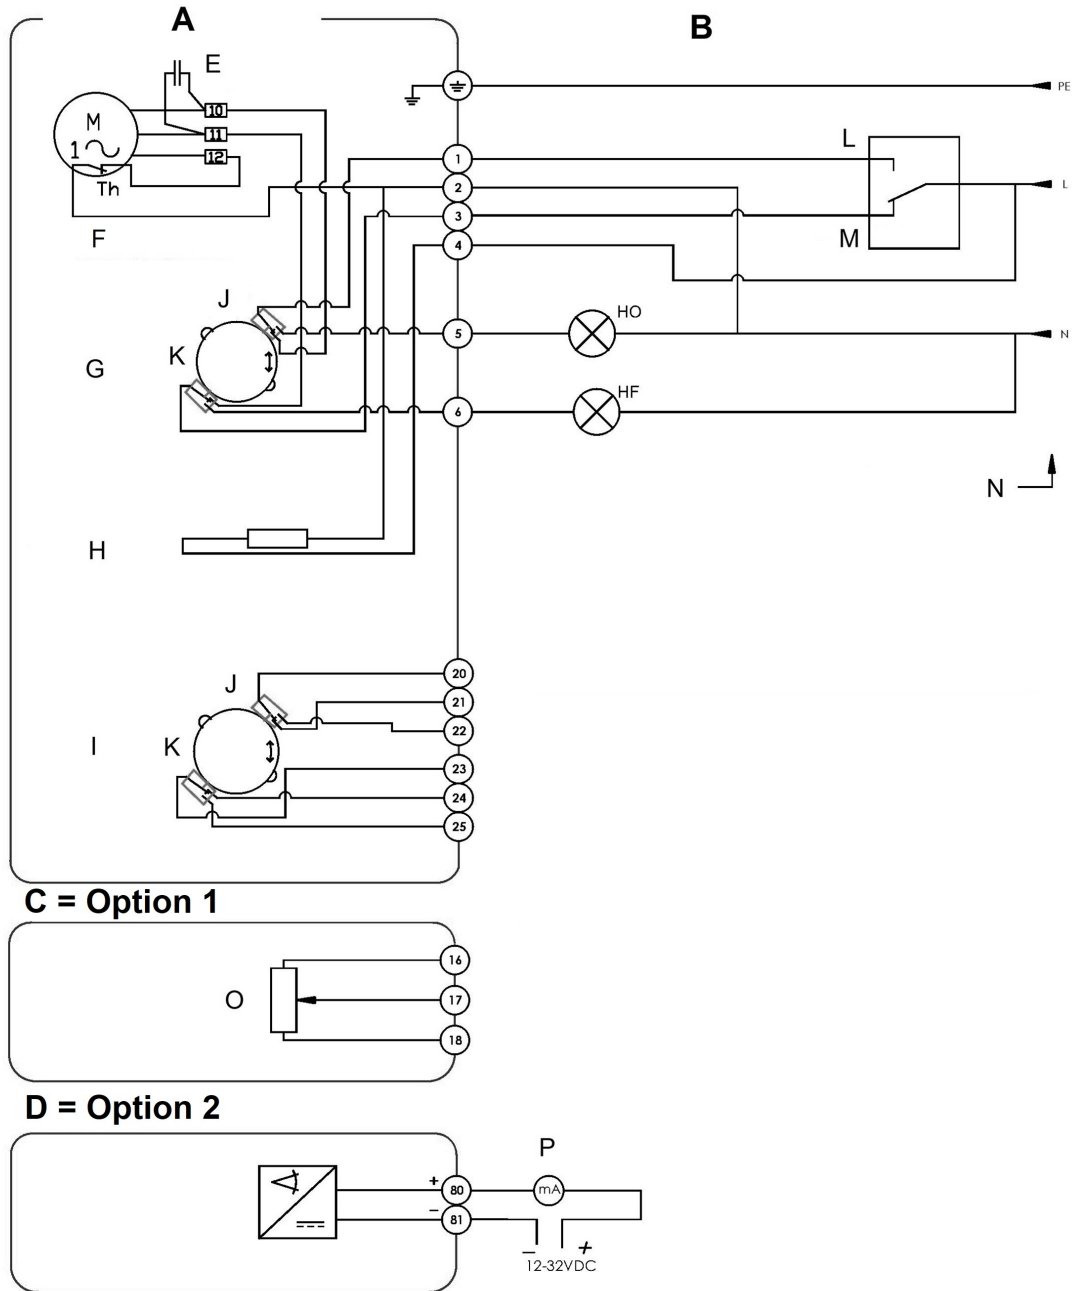 A
B
E
10
11
12
M
1
Th
F
PE
1
2
3
4
L
M
L
J
K
G
5
6
HO
HF
N
N
H
J
K
I
20
21
22
23
24
25
C = Option 1
O
16
17
18
D = Option 2
P
+
80
mA
−
81
− +
12-32VDC